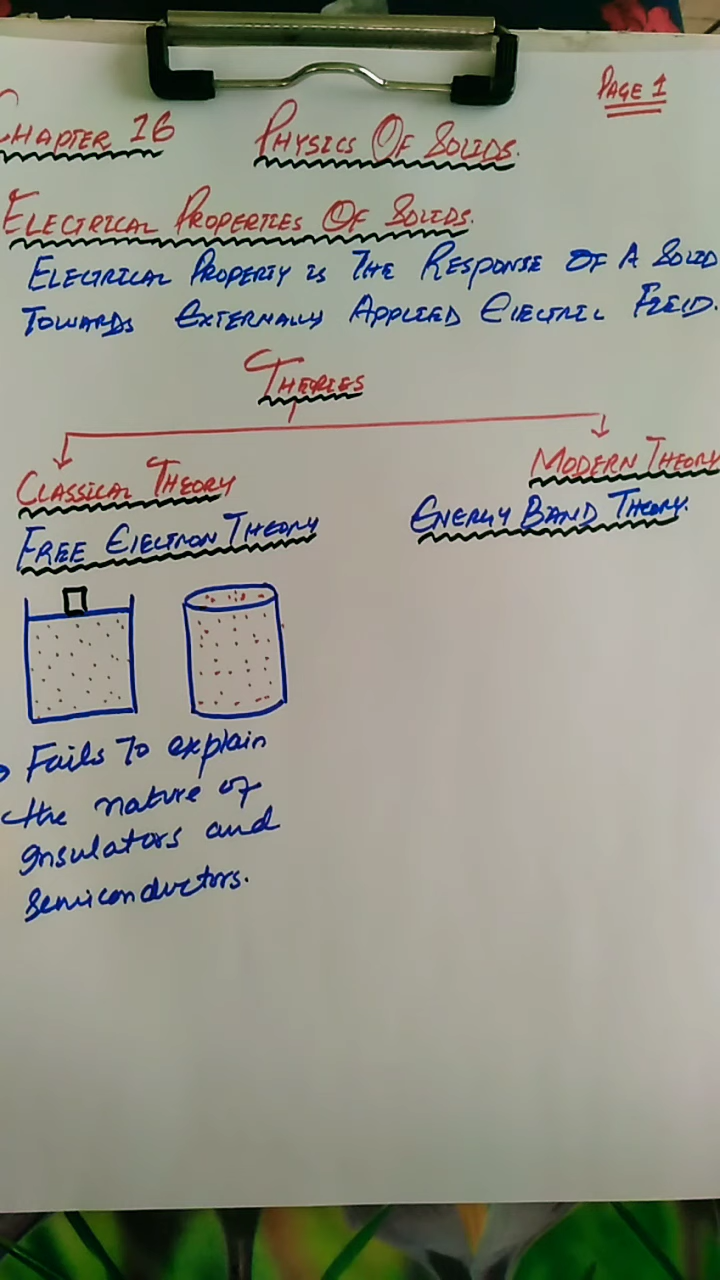 PAGE 1
CHAPTER 16 PHYSICS OF SOLIDS.
ELECTRICAL PROPERTIES OF SOLIDS.
ELECTRICAL PROPERTY IS THE RESPONSE OF A SOLID
TOWARDS EXTERNALLY APPLIED ELECTRIC FIELD.
THEORIES
CLASSICAL THEORY
MODERN THEORY
FREE ELECTRON THEORY
ENERGY BAND THEORY.
Fails To explain
the nature of
insulators and
semiconductors.